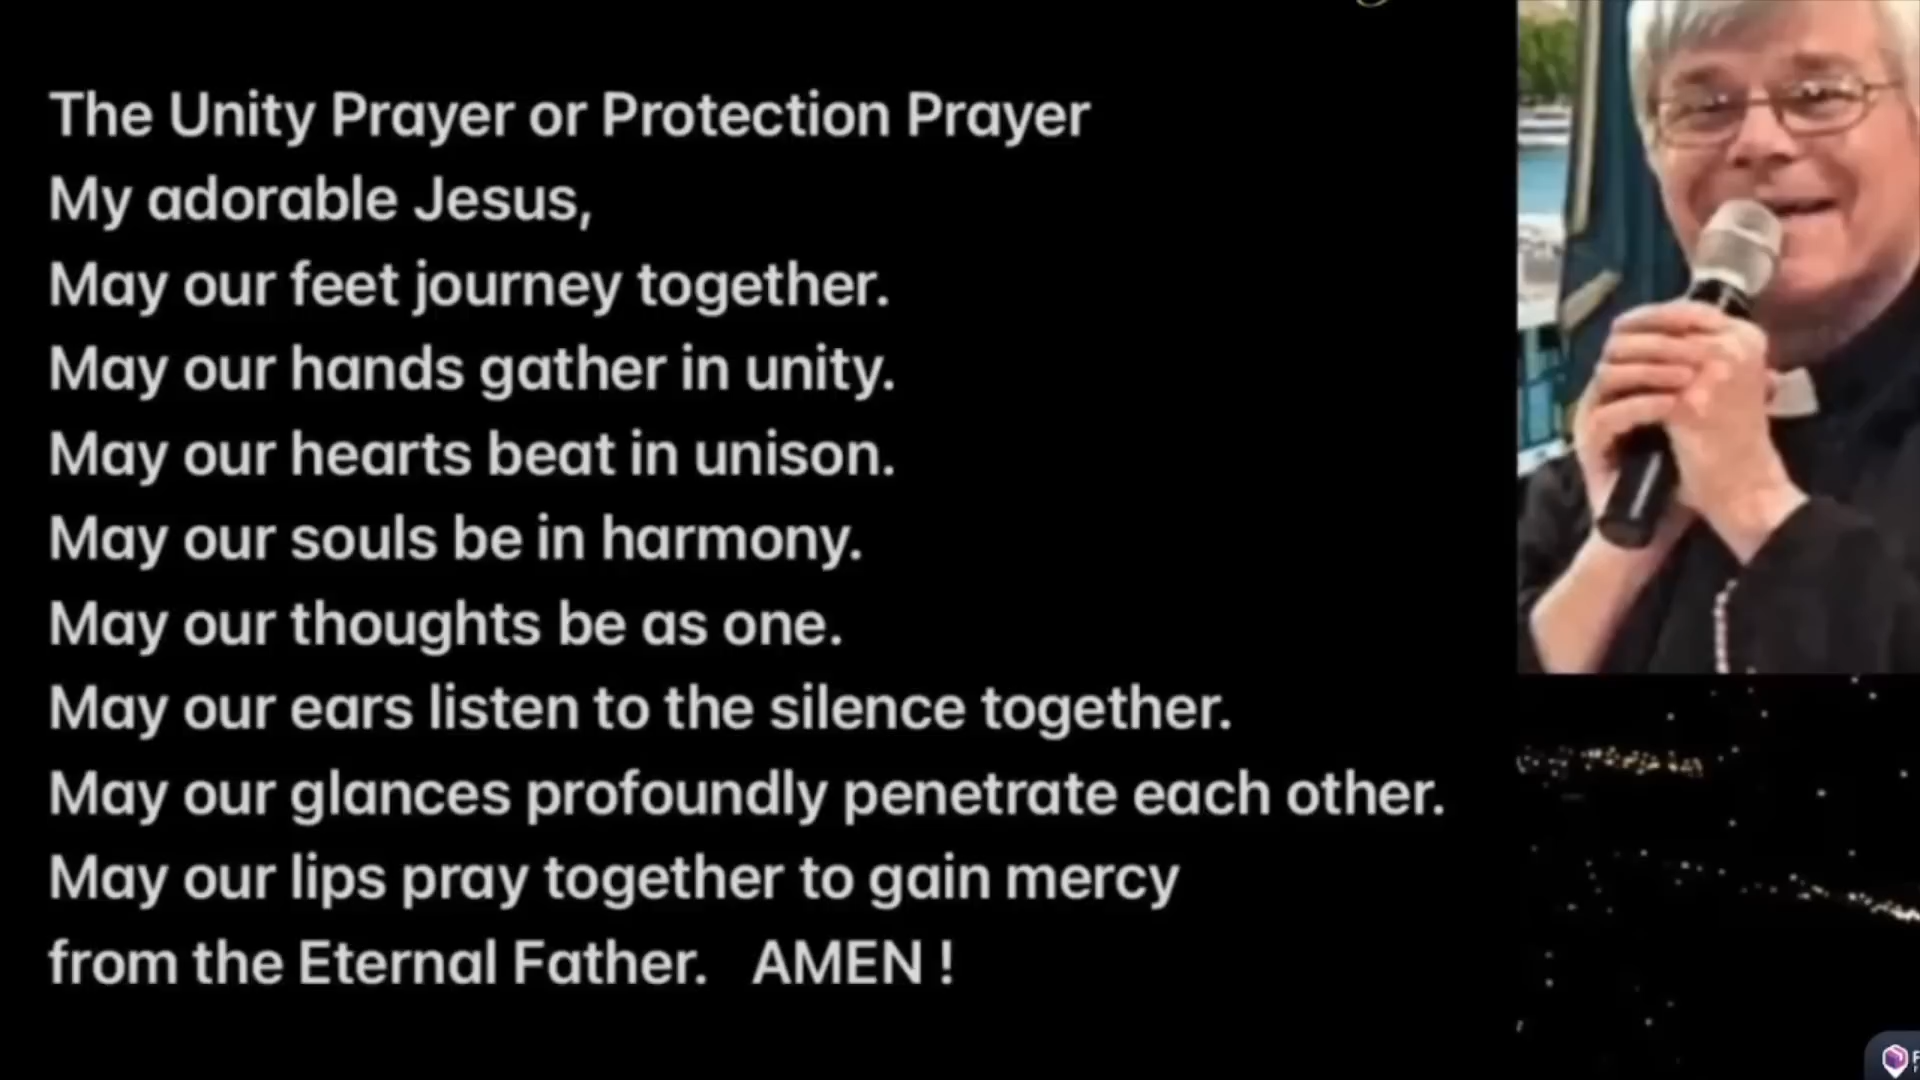 The Unity Prayer or Protection Prayer
My adorable Jesus,
May our feet journey together.
May our hands gather in unity.
May our hearts beat in unison.
May our souls be in harmony.
May our thoughts be as one.
May our ears listen to the silence together.
May our glances profoundly penetrate each other.
May our lips pray together to gain mercy
from the Eternal Father.   AMEN !